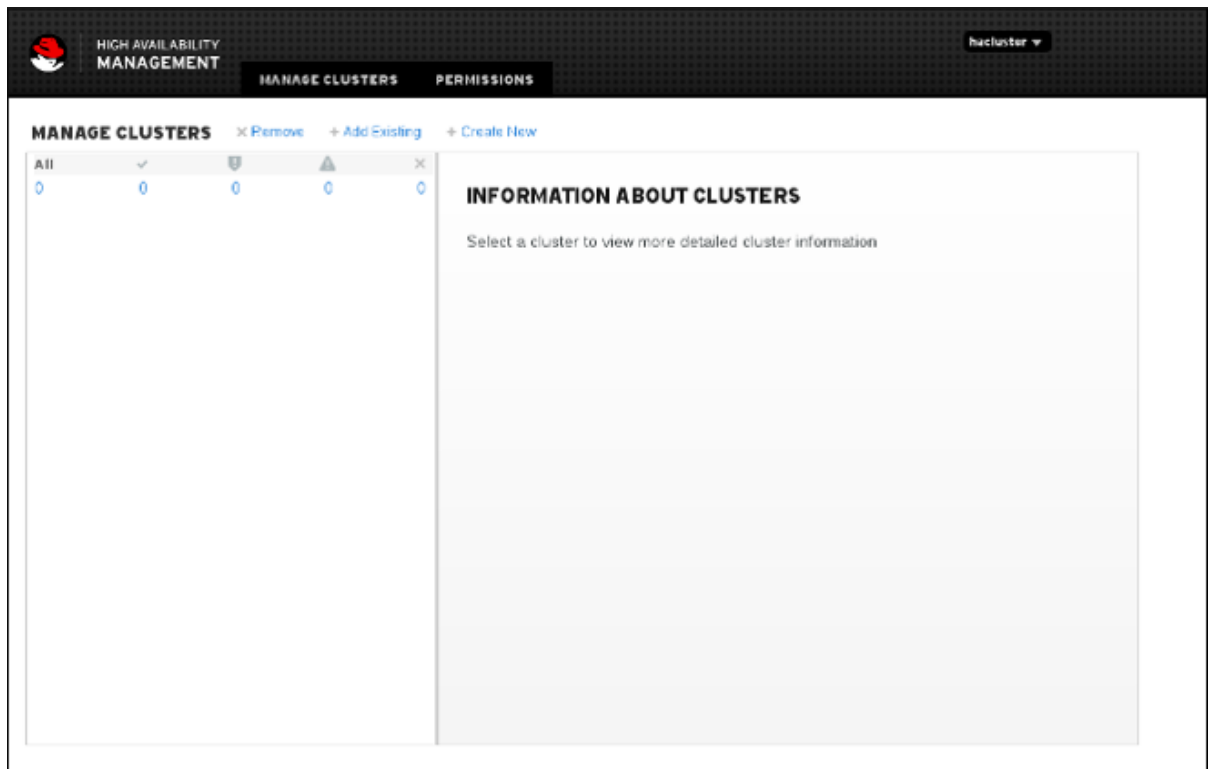 HIGH AVAILABILITY
MANAGEMENT
hacluster
MANAGE CLUSTERS PERMISSIONS
MANAGE CLUSTERS × Remove + Add Existing + Create New
All
0 0 0 0 0
INFORMATION ABOUT CLUSTERS
Select a cluster to view more detailed cluster information